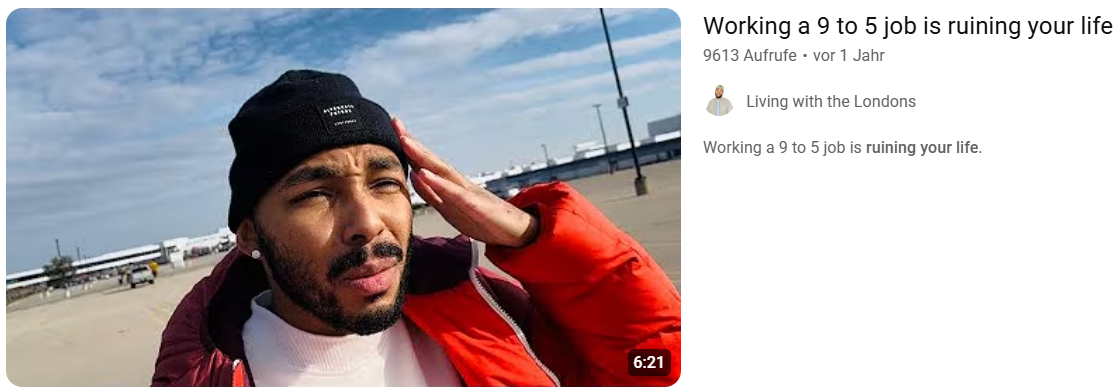 Working a 9 to 5 job is ruining your life
9613 Aufrufe • vor 1 Jahr
Living with the Londons
Working a 9 to 5 job is ruining your life.
6:21